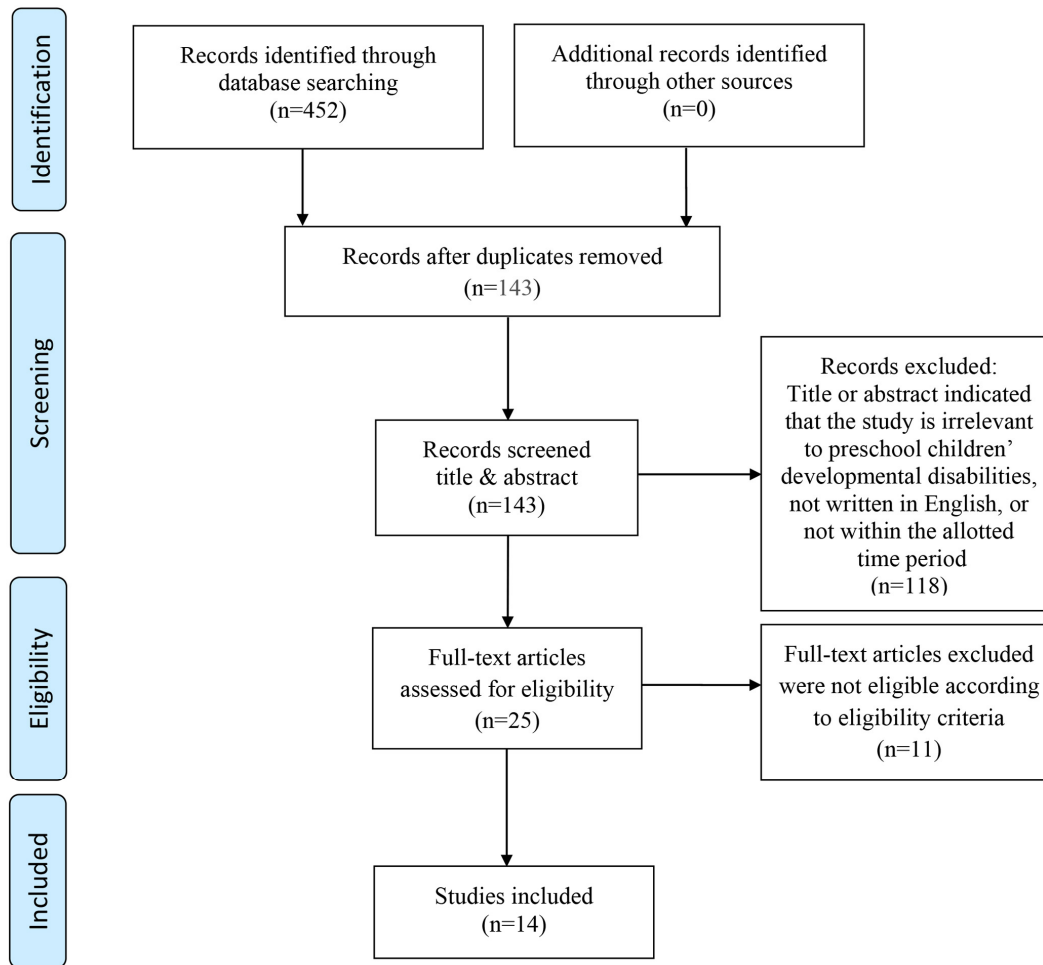 Identification
Records identified through
database searching
(n=452)
Additional records identified
through other sources
(n=0)
Screening
Records after duplicates removed
(n=143)
Records screened
title & abstract
(n=143)
Records excluded:
Title or abstract indicated
that the study is irrelevant
to preschool children’
developmental disabilities,
not written in English, or
not within the allotted
time period
(n=118)
Eligibility
Full-text articles
assessed for eligibility
(n=25)
Full-text articles excluded
were not eligible according
to eligibility criteria
(n=11)
Included
Studies included
(n=14)